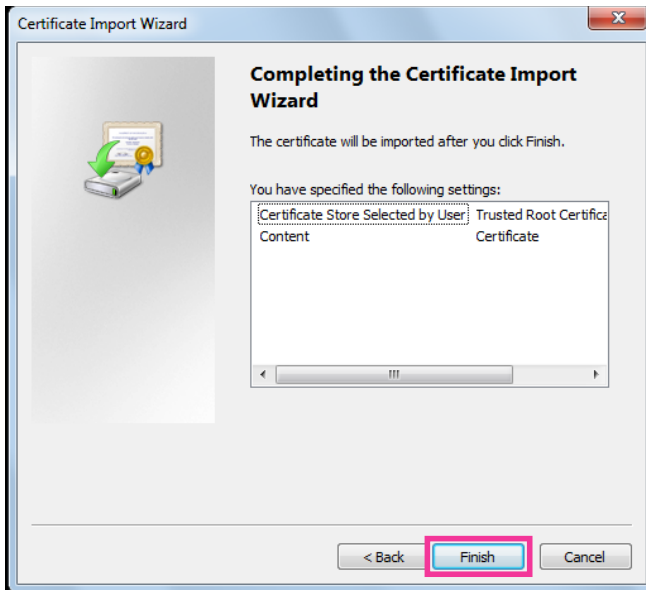 Certificate Import Wizard
Completing the Certificate Import
Wizard
The certificate will be imported after you click Finish.
You have specified the following settings:
Certificate Store Selected by User Trusted Root Certifica
Content Certificate
< Back Finish Cancel